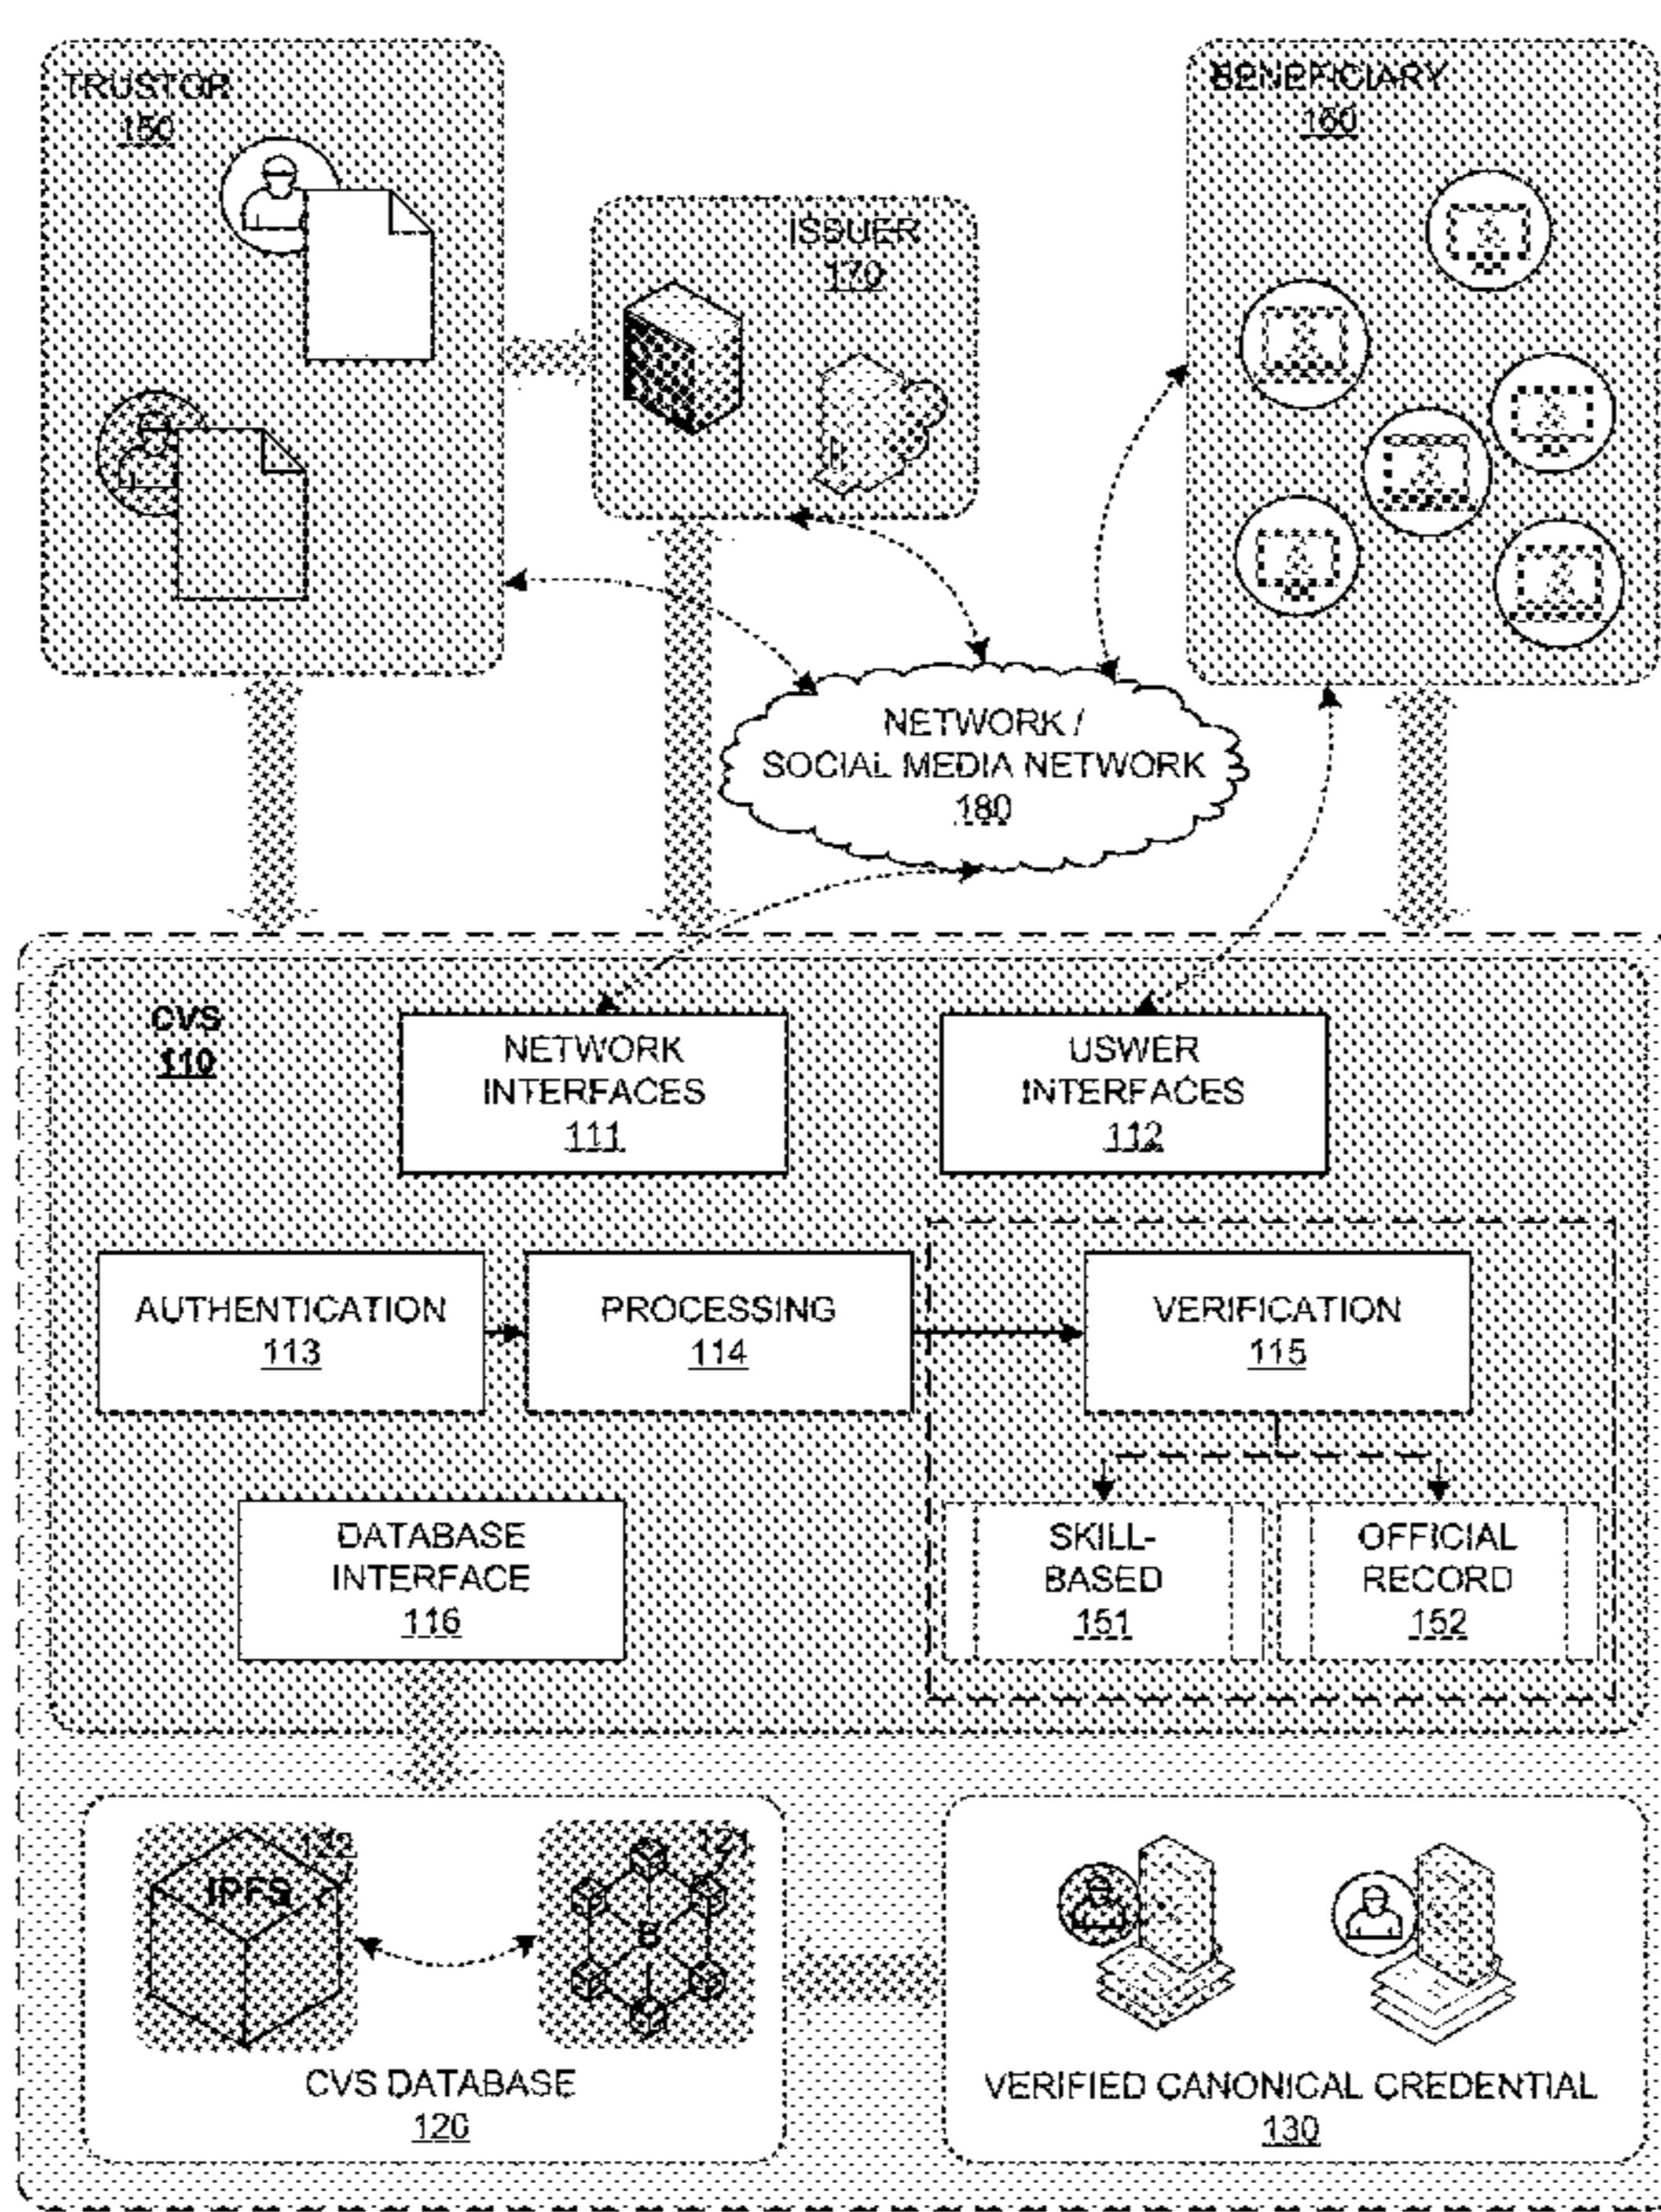 TRUSTOR
150
BENEFICIARY
160
ISSUER
170
NETWORK /
SOCIAL MEDIA NETWORK
180
CVS
110
NETWORK
INTERFACES
111
USWER
INTERFACES
112
AUTHENTICATION
113
PROCESSING
114
VERIFICATION
115
DATABASE
INTERFACE
116
SKILL-
BASED
151
OFFICIAL
RECORD
152
122
IPFS
121
B
CVS DATABASE
120
VERIFIED CANONICAL CREDENTIAL
130